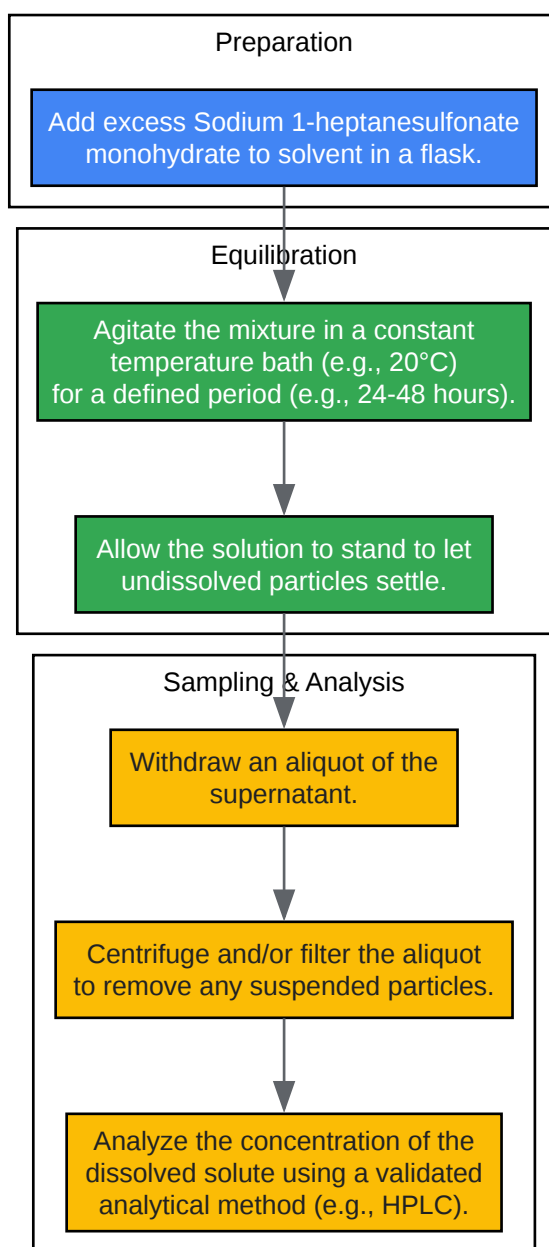 Preparation
Add excess Sodium 1-heptanesulfonate
monohydrate to solvent in a flask.
Equilibration
Agitate the mixture in a constant
temperature bath (e.g., 20°C)
for a defined period (e.g., 24-48 hours).
Allow the solution to stand to let
undissolved particles settle.
Sampling & Analysis
Withdraw an aliquot of the
supernatant.
Centrifuge and/or filter the aliquot
to remove any suspended particles.
Analyze the concentration of the
dissolved solute using a validated
analytical method (e.g., HPLC).